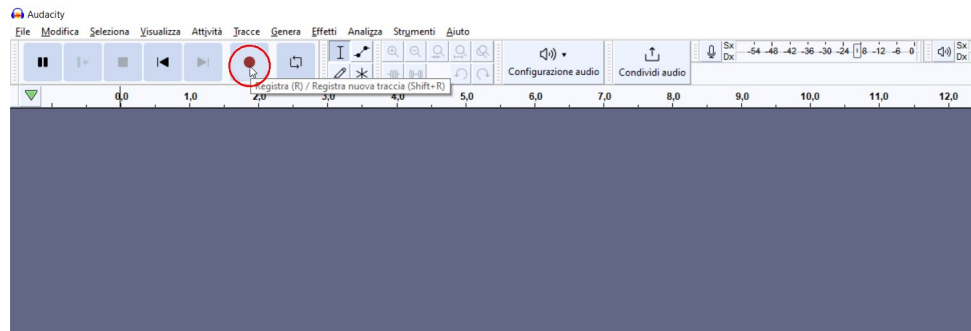 Audacity
File Modifica Seleziona Visualizza Attività Tracce Genera Effetti Analizza Strumenti Aiuto
Sx
Dx
-54 -48 -42 -36 -30 -24 8 -12 -6 0
Sx
Dx
Configurazione audio
Condividi audio
Registra (R) / Registra nuova traccia (Shift+R)
0,0 1,0 2,0 3,0 4,0 5,0 6,0 7,0 8,0 9,0 10,0 11,0 12,0